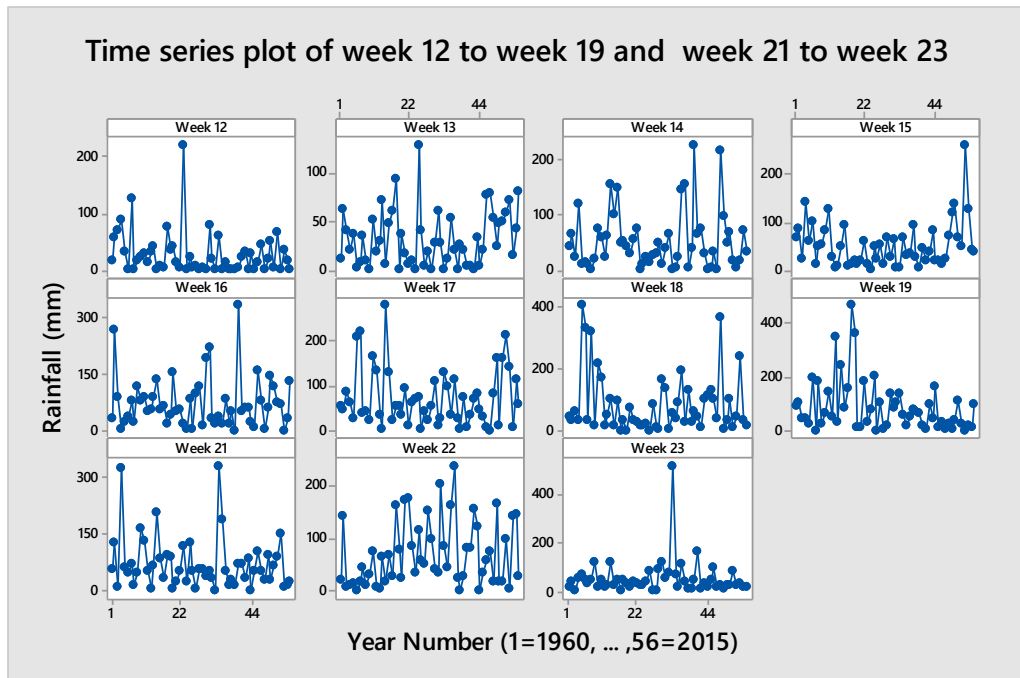 Time series plot of week 12 to week 19 and week 21 to week 23
1 22 44 1 22 44
Week 12 Week 13 Week 14 Week 15
200 100 0
100 50 0
200 100 0
200 100 0
Week 16 Week 17 Week 18 Week 19
300 150 0
200 100 0
400 200 0
400 200 0
Week 21 Week 22 Week 23
300 150 0
200 100 0
400 200 0
1 22 44 1 22 44
Rainfall (mm)
Year Number (1=1960, ... ,56=2015)